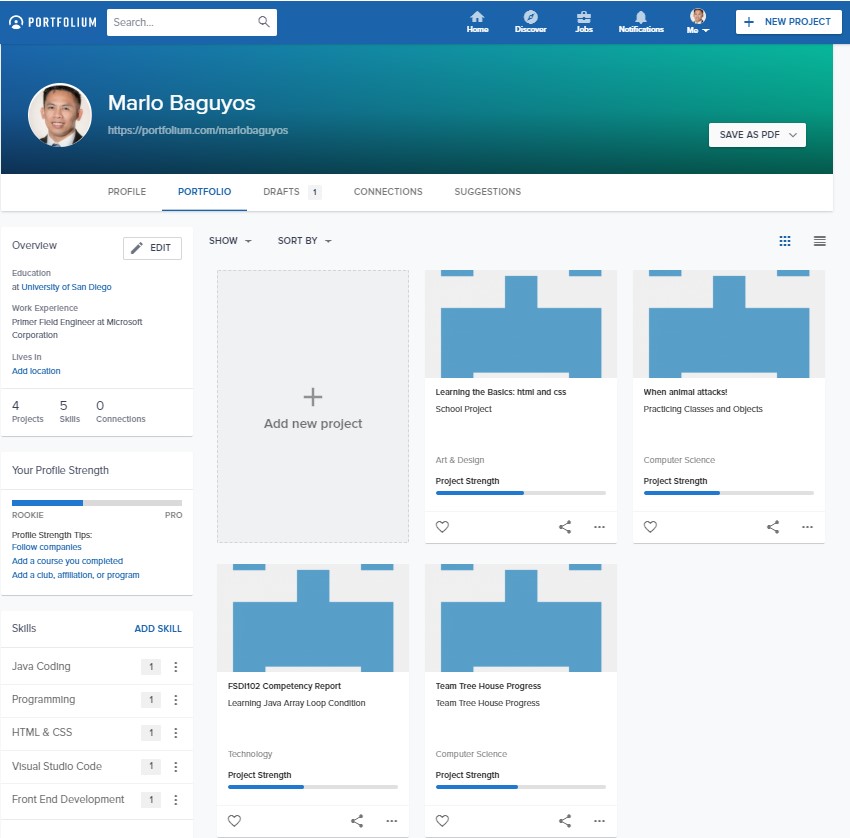 PORTFOLIUM
Search...
Home
Discover
Jobs
Notifications
Me
+ NEW PROJECT
Marlo Baguyos
https://portfolium.com/marlobaguyos
SAVE AS PDF
PROFILE
PORTFOLIO
DRAFTS 1
CONNECTIONS
SUGGESTIONS
Overview
EDIT
Education
at University of San Diego
Work Experience
Primer Field Engineer at Microsoft
Corporation
Lives In
Add location
4 5 0
Projects Skills Connections
Your Profile Strength
ROOKIE PRO
Profile Strength Tips:
Follow companies
Add a course you completed
Add a club, affiliation, or program
Skills ADD SKILL
Java Coding 1
Programming 1
HTML & CSS 1
Visual Studio Code 1
Front End Development 1
SHOW
SORT BY
+
Add new project
Learning the Basics: html and css
School Project
Art & Design
Project Strength
When animal attacks!
Practicing Classes and Objects
Computer Science
Project Strength
FSDI102 Competency Report
Learning Java Array Loop Condition
Technology
Project Strength
Team Tree House Progress
Team Tree House Progress
Computer Science
Project Strength